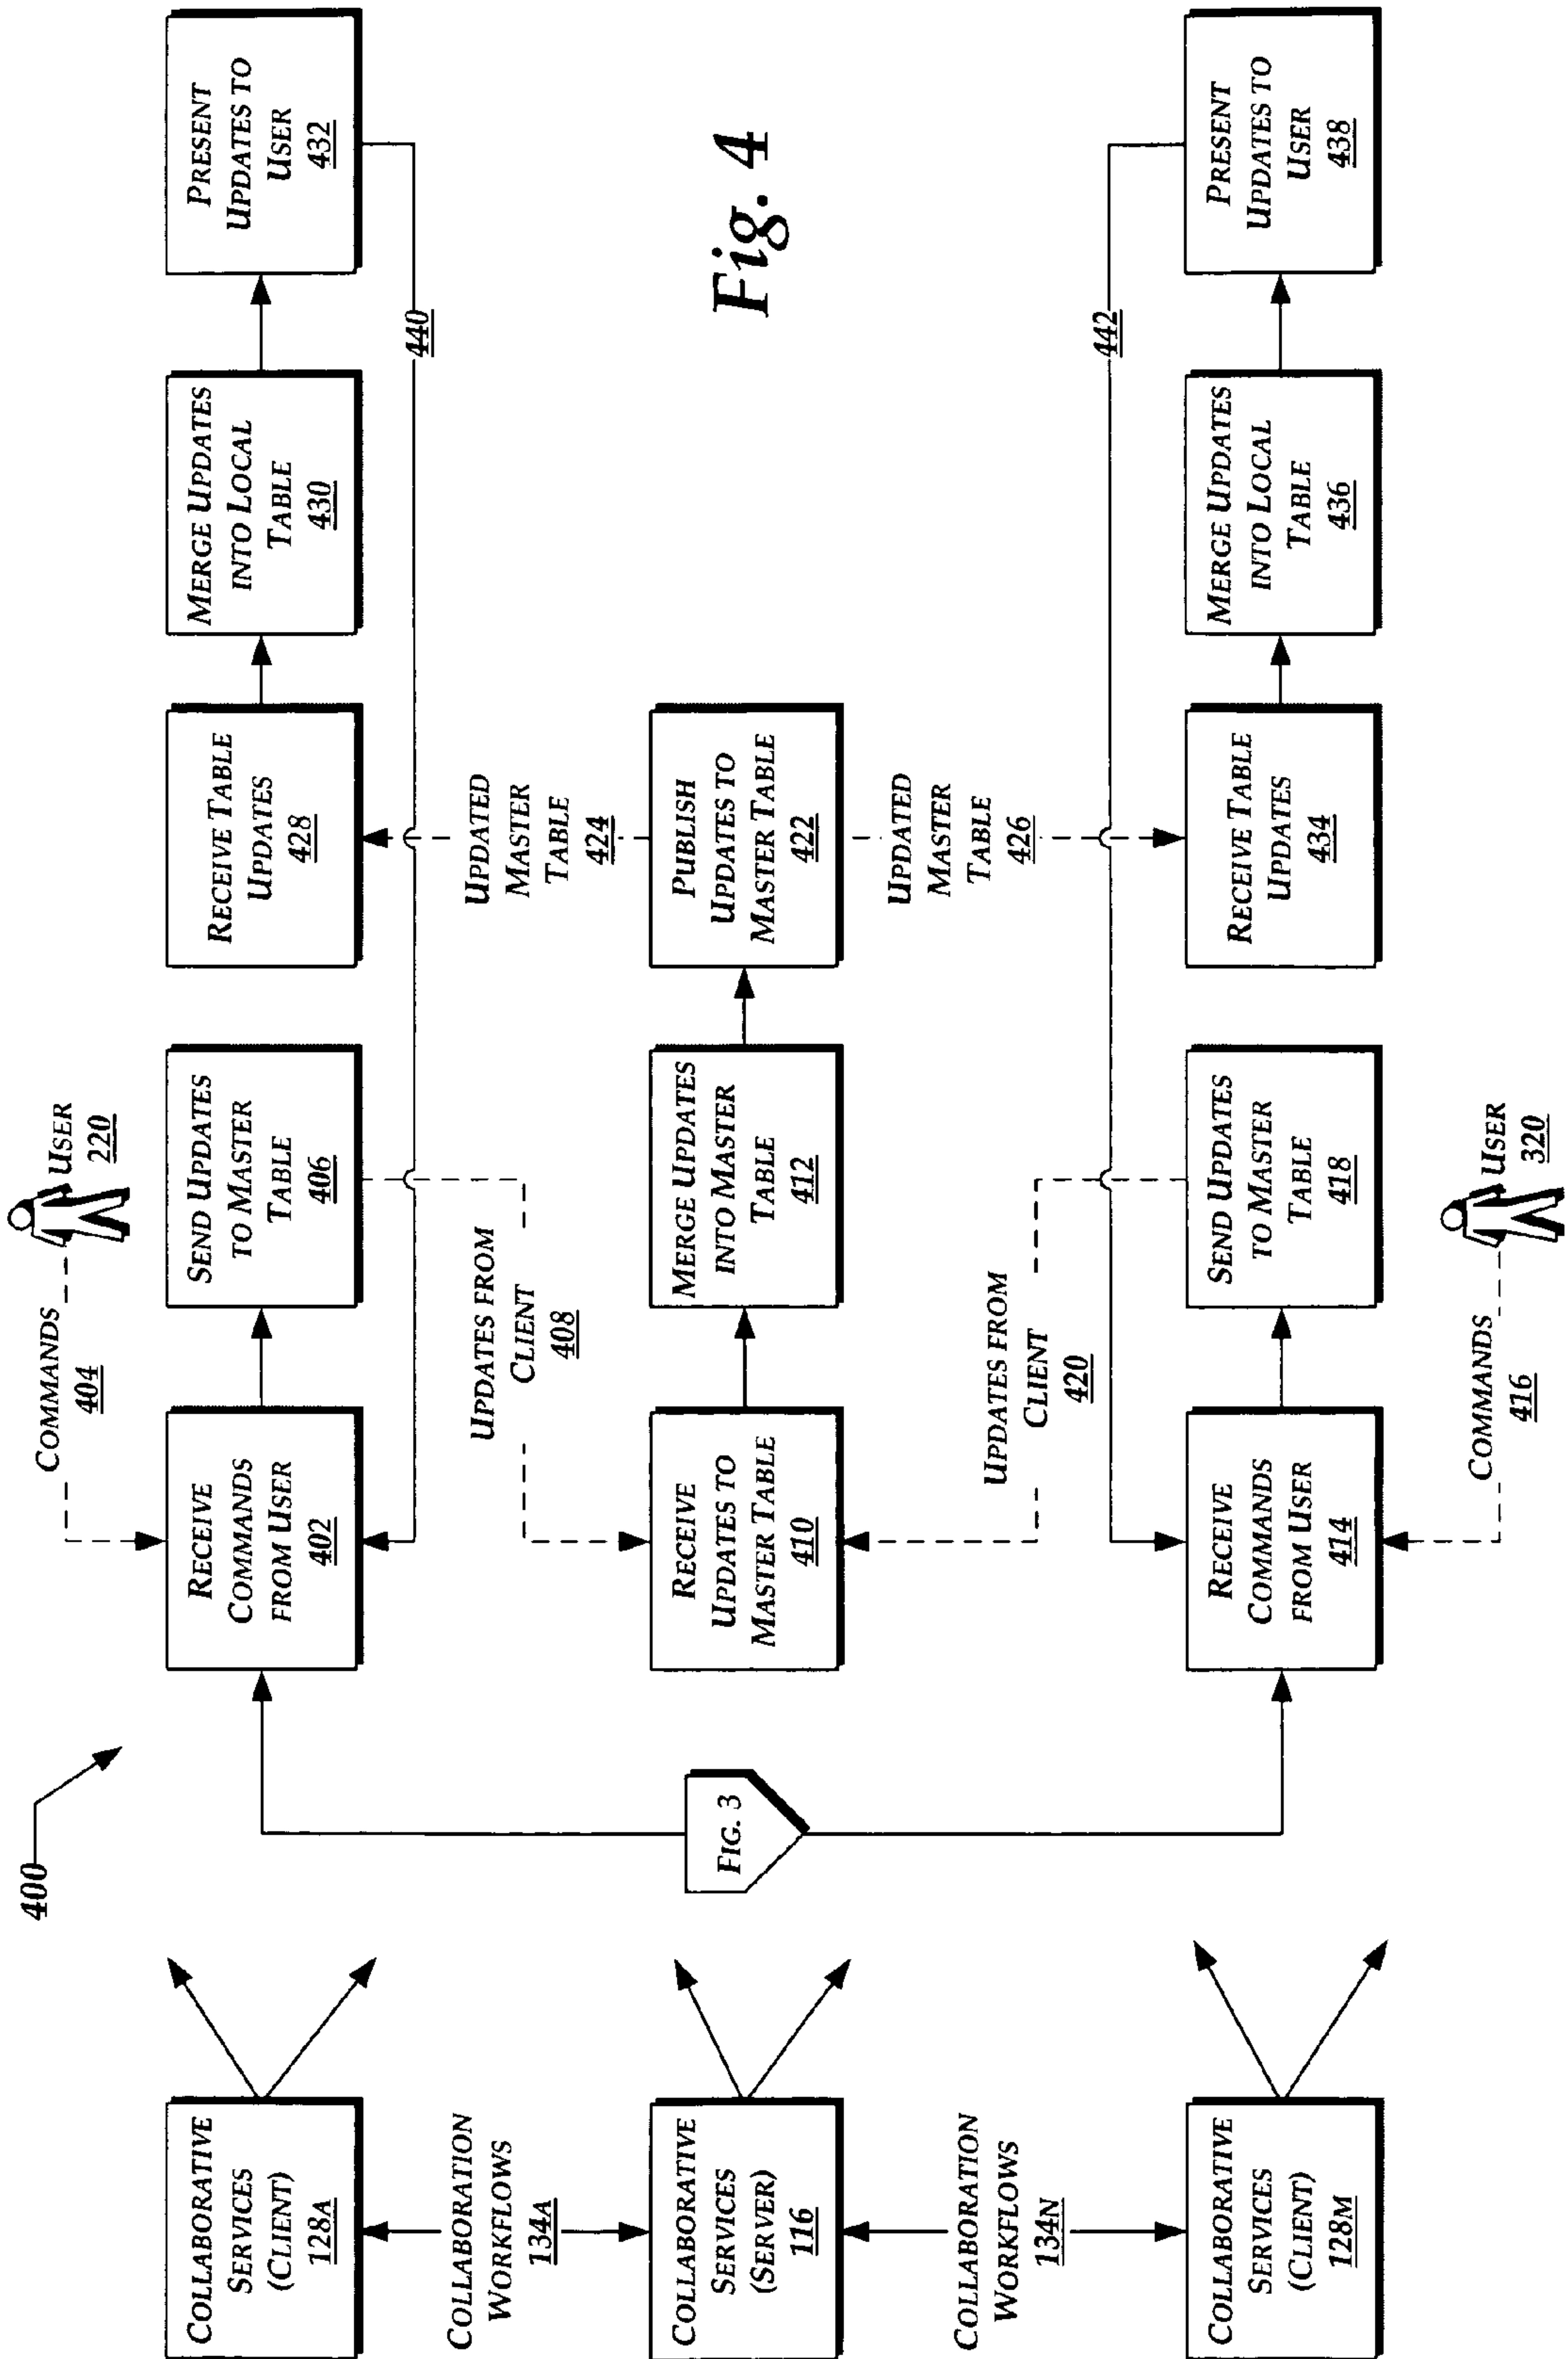 400
COLLABORATIVE
SERVICES
(CLIENT)
128A
COLLABORATION
WORKFLOWS
134A
COLLABORATIVE
SERVICES
(SERVER)
116
COLLABORATION
WORKFLOWS
134N
COLLABORATIVE
SERVICES
(CLIENT)
128M
FIG. 3
COMMANDS
404
USER
220
RECEIVE
COMMANDS
FROM USER
402
SEND UPDATES
TO MASTER
TABLE
406
RECEIVE TABLE
UPDATES
428
MERGE UPDATES
INTO LOCAL
TABLE
430
PRESENT
UPDATES TO
USER
432
440
UPDATES FROM
CLIENT
408
UPDATED
MASTER
TABLE
424
RECEIVE
UPDATES TO
MASTER TABLE
410
MERGE UPDATES
INTO MASTER
TABLE
412
PUBLISH
UPDATES TO
MASTER TABLE
422
Fig. 4
UPDATES FROM
CLIENT
420
UPDATED
MASTER
TABLE
426
442
RECEIVE
COMMANDS
FROM USER
414
SEND UPDATES
TO MASTER
TABLE
418
RECEIVE TABLE
UPDATES
434
MERGE UPDATES
INTO LOCAL
TABLE
436
PRESENT
UPDATES TO
USER
438
COMMANDS
416
USER
320